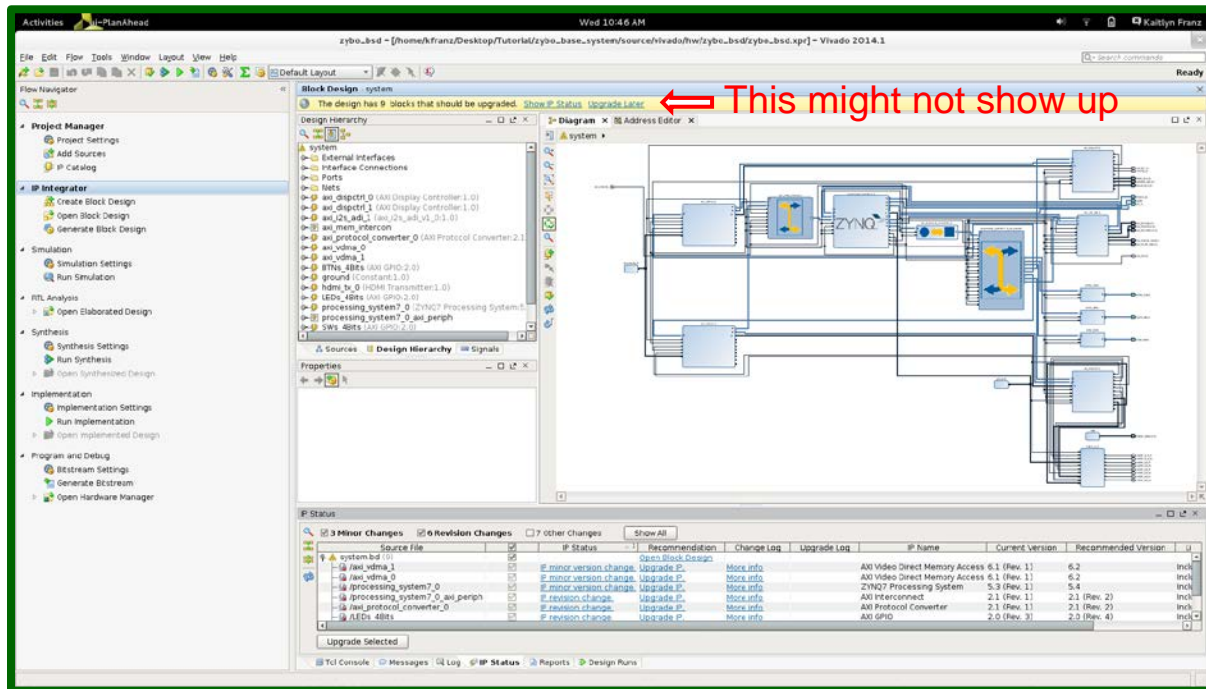 Activities ui-PlanAhead Wed 10:46 AM Kaitlyn Franz
zybo_bsd - [/home/kfranz/Desktop/Tutorial/zybo_base_system/source/vivado/hw/zybo_bsd/zybo_bsd.xpr] - Vivado 2014.1
File Edit Flow Tools Window Layout View Help
Search commands
Default Layout
Ready
Flow Navigator
Project Manager
Project Settings
Add Sources
IP Catalog
IP Integrator
Create Block Design
Open Block Design
Generate Block Design
Simulation
Simulation Settings
Run Simulation
RTL Analysis
Open Elaborated Design
Synthesis
Synthesis Settings
Run Synthesis
Open Synthesized Design
Implementation
Implementation Settings
Run Implementation
Open Implemented Design
Program and Debug
Bitstream Settings
Generate Bitstream
Open Hardware Manager
Block Design - system
The design has 9 blocks that should be upgraded. Show IP Status Upgrade Later
This might not show up
Design Hierarchy
system
External Interfaces
Interface Connections
Ports
Nets
axi_dispctrl_0 (AXI Display Controller:1.0)
axi_dispctrl_1 (AXI Display Controller:1.0)
axi_i2s_adi_1 (axi_i2s_adi_v1_0:1.0)
axi_mem_intercon
axi_protocol_converter_0 (AXI Protocol Converter:2.1
axi_vdma_0
axi_vdma_1
BTNs_4Bits (AXI GPIO:2.0)
ground (Constant:1.0)
hdmi_tx_0 (HDMI Transmitter:1.0)
LEDs_4Bits (AXI GPIO:2.0)
processing_system7_0 (ZYNQ7 Processing System:5.
processing_system7_0_axi_periph
SWs_4Bits (AXI GPIO:2.0)
Sources Design Hierarchy Signals
Properties
Diagram Address Editor
system
ZYNQ
IP Status
3 Minor Changes 6 Revision Changes 7 Other Changes Show All
Source File IP Status Recommendation Change Log Upgrade Log IP Name Current Version Recommended Version
system.bd (9) Open Block Design
/axi_vdma_1 IP minor version change. Upgrade IP. More info AXI Video Direct Memory Access 6.1 (Rev. 1) 6.2 Inclu
/axi_vdma_0 IP minor version change. Upgrade IP. More info AXI Video Direct Memory Access 6.1 (Rev. 1) 6.2 Inclu
/processing_system7_0 IP minor version change. Upgrade IP. More info ZYNQ7 Processing System 5.3 (Rev. 1) 5.4 Inclu
/processing_system7_0_axi_periph IP revision change. Upgrade IP. More info AXI Interconnect 2.1 (Rev. 1) 2.1 (Rev. 2) Inclu
/axi_protocol_converter_0 IP revision change. Upgrade IP. More info AXI Protocol Converter 2.1 (Rev. 1) 2.1 (Rev. 2) Inclu
/LEDs_4Bits IP revision change. Upgrade IP. More info AXI GPIO 2.0 (Rev. 3) 2.0 (Rev. 4) Inclu
Upgrade Selected
Tcl Console Messages Log IP Status Reports Design Runs